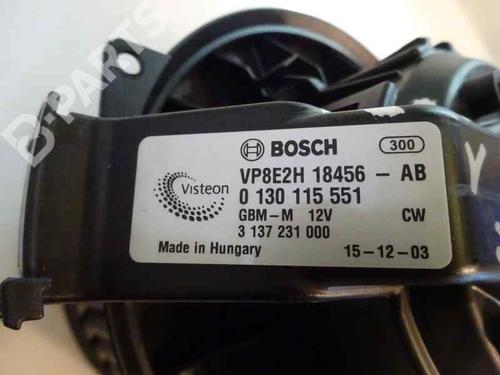 B-PARTS
BOSCH 300
Visteon
VP8E2H 18456 - AB
0 130 115 551
GBM-M 12V CW
3 137 231 000
Made in Hungary 15-12-03
Y